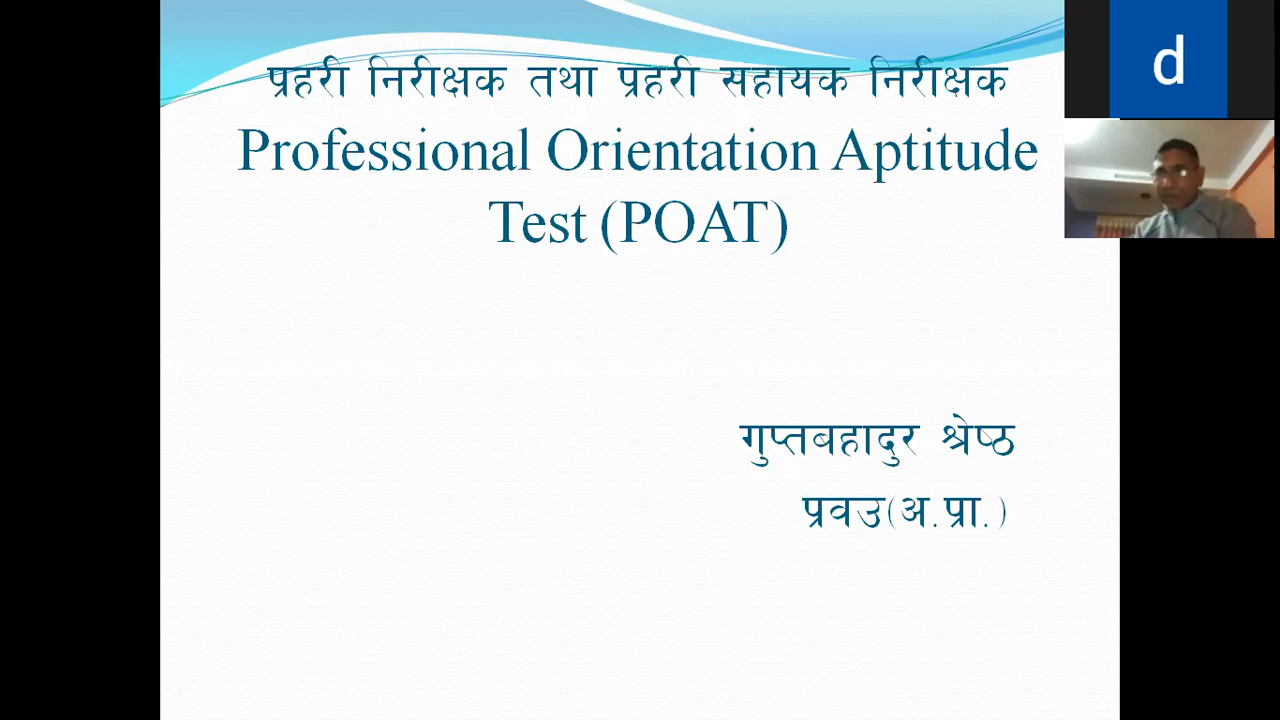 प्रहरी निरीक्षक तथा प्रहरी सहायक निरीक्षक
Professional Orientation Aptitude
Test (POAT)
गुप्तबहादुर श्रेष्ठ
प्रवउ(अ.प्रा.)
d